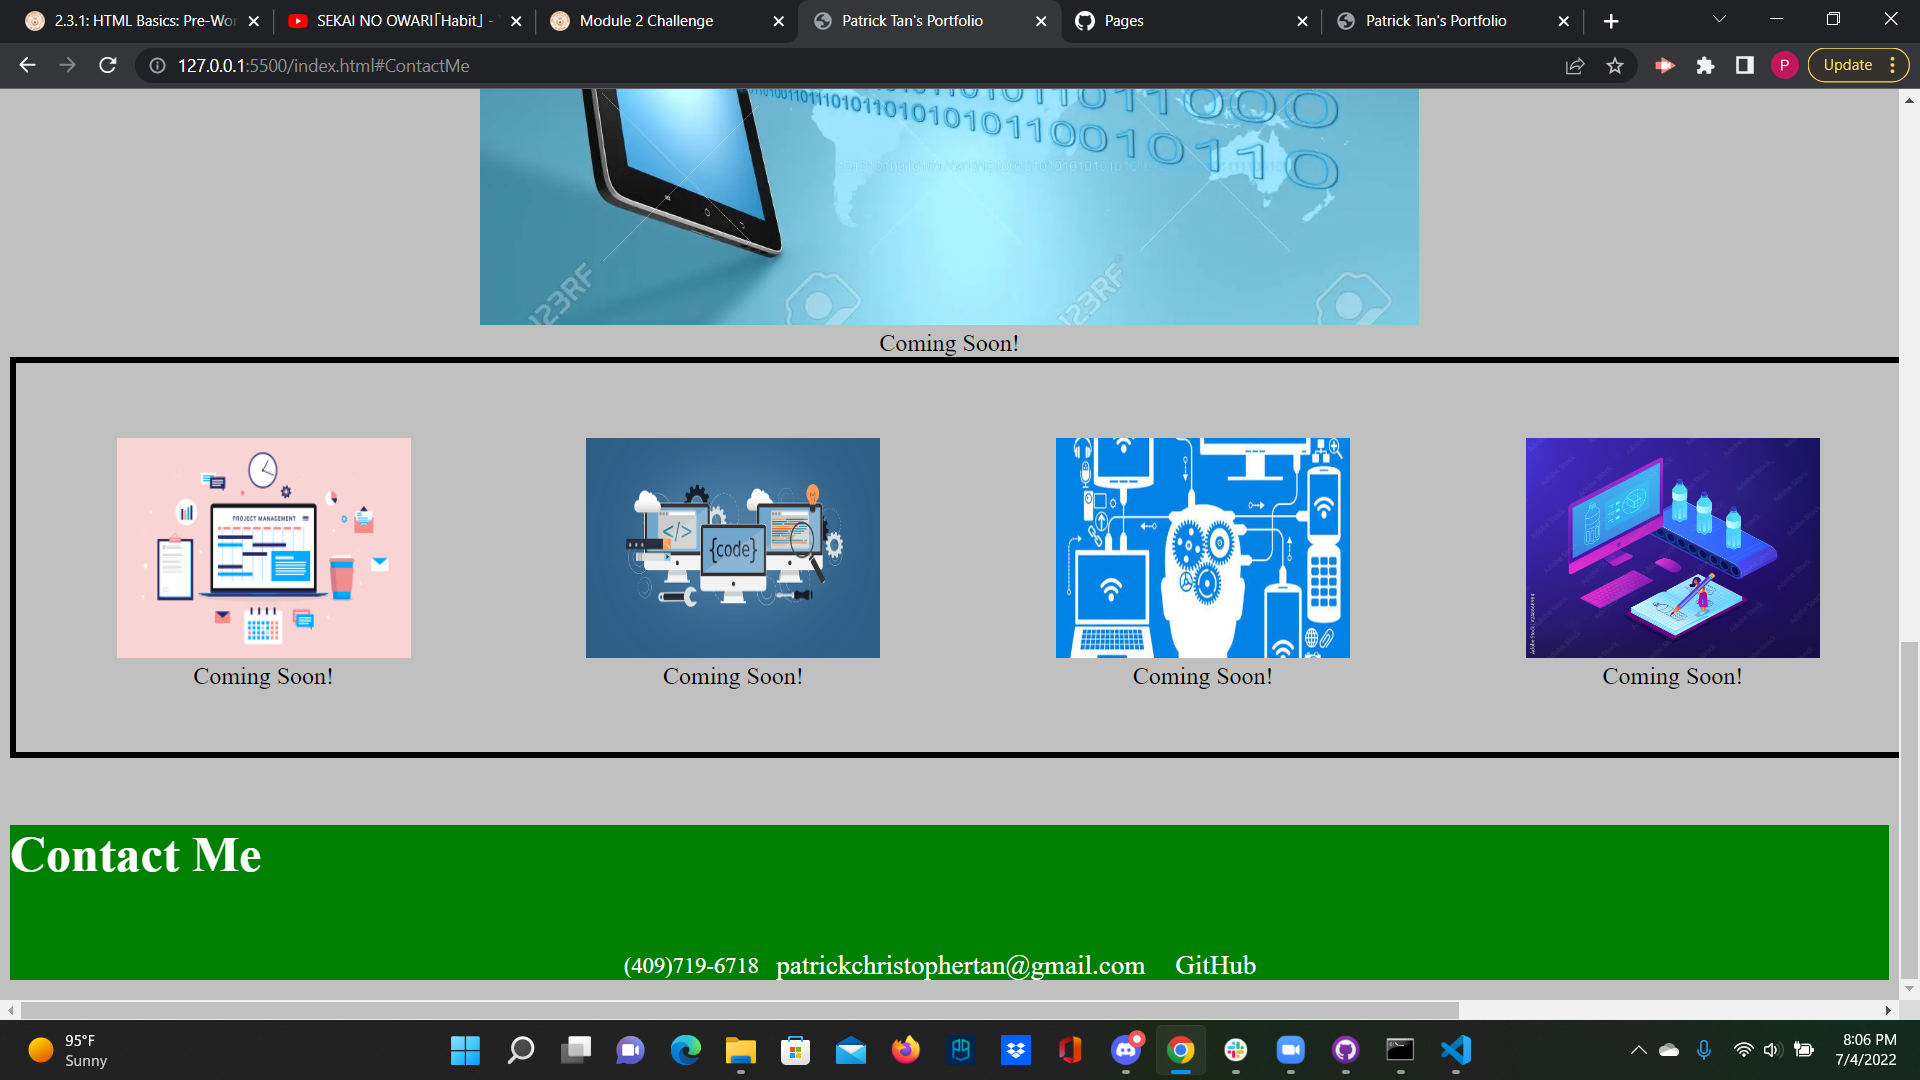 2.3.1: HTML Basics: Pre-Wor
SEKAI NO OWARI「Habit」 -
Module 2 Challenge
Patrick Tan's Portfolio
Pages
Patrick Tan's Portfolio
127.0.0.1:5500/index.html#ContactMe
P
Update
123RF
123RF
Coming Soon!
PROJECT MANAGEMENT
</>
{code}
Coming Soon!
Coming Soon!
Coming Soon!
Coming Soon!
Contact Me
(409)719-6718 patrickchristophertan@gmail.com GitHub
95°F
Sunny
8:06 PM
7/4/2022